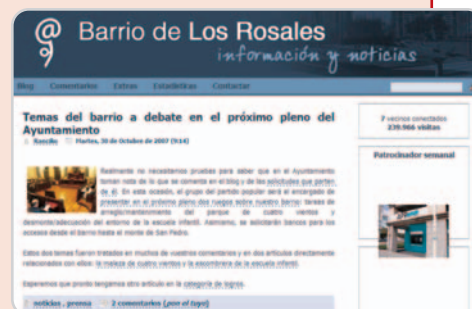 Barrio de Los Rosales
información y noticias
Blog Comentarios Extras Estadísticas Contactar
Temas del barrio a debate en el próximo pleno del
Ayuntamiento
Martes, 30 de Octubre de 2007 (9:14)
Realmente no necesitamos pruebas para saber que en el Ayuntamiento
toman nota de lo que se comenta en el blog y de las solicitudes que parten
de él. En esta ocasión, el grupo del partido popular será el encargado de
presentar en el próximo pleno dos ruegos sobre nuestro barrio: tareas de
arreglo/mantenimiento del parque de cuatro vientos y
desmonte/adecuación del entorno de la escuela infantil. Asimismo, se solicitarán bancos para los
accesos desde el barrio hasta el monte de San Pedro.
Estos dos temas fueron tratados en muchos de vuestros comentarios y en dos artículos directamente
relacionados con ellos: la maleza de cuatro vientos y la escombrera de la escuela infantil.
Esperemos que pronto tengamos otro artículo en la categoría de logros.
noticias, prensa 2 comentarios (pon el tuyo)
7 vecinos conectados
239.966 visitas
Patrocinador semanal